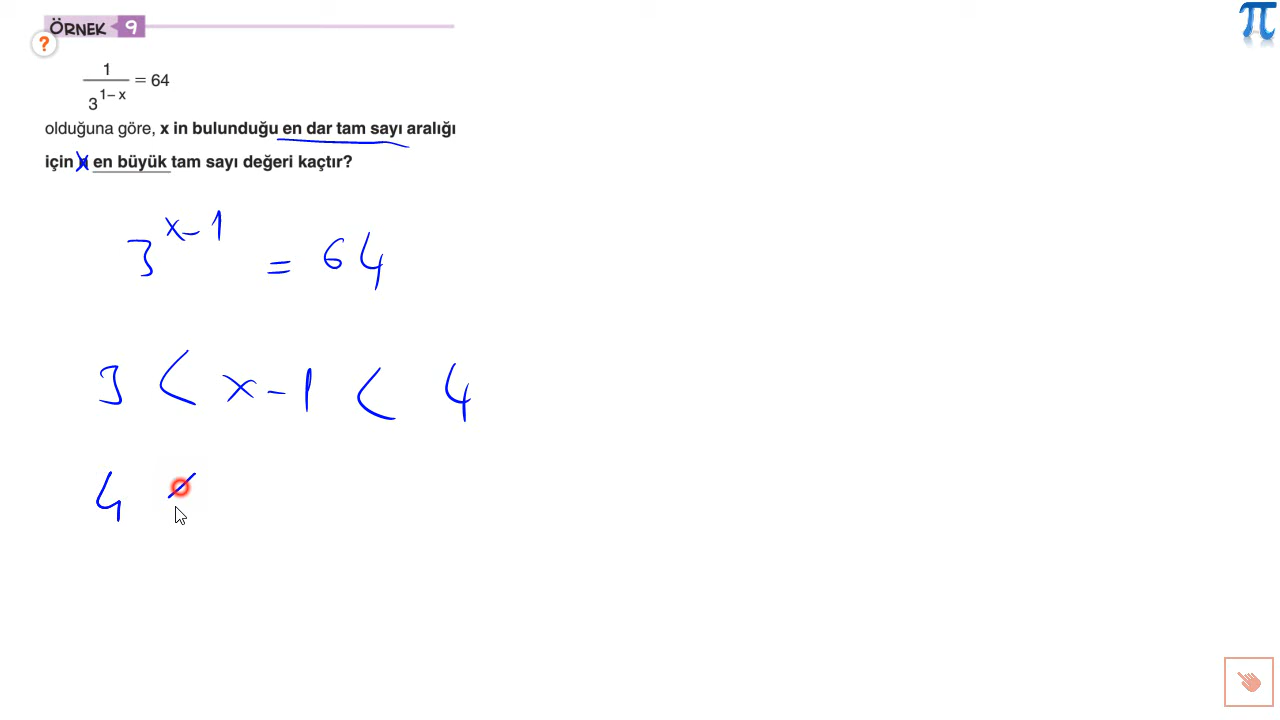 ÖRNEK 9
?
1
3^1−x
= 64
olduğuna göre, x in bulunduğu en dar tam sayı aralığı
için x en büyük tam sayı değeri kaçtır?
3^x−1 = 64
3 < x−1 < 4
4
π